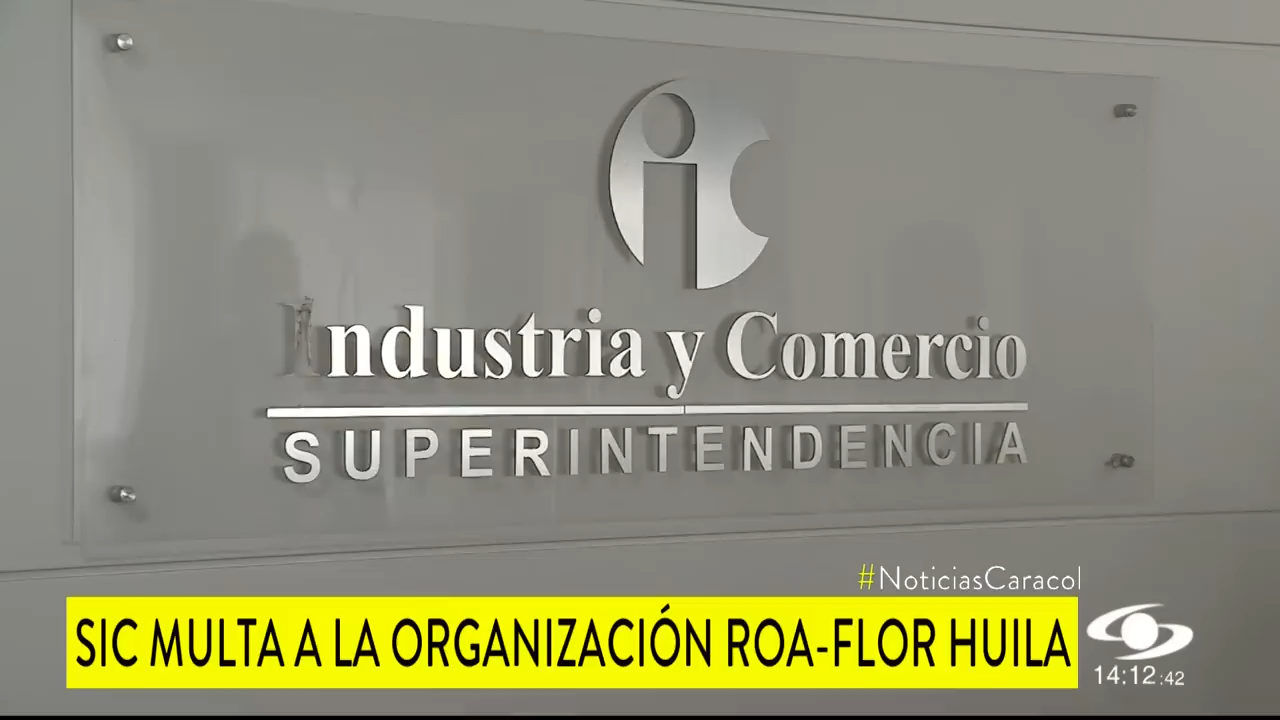 iC
Industria y Comercio
SUPERINTENDENCIA
#NoticiasCaracol
SIC MULTA A LA ORGANIZACIÓN ROA-FLOR HUILA
14:12:42